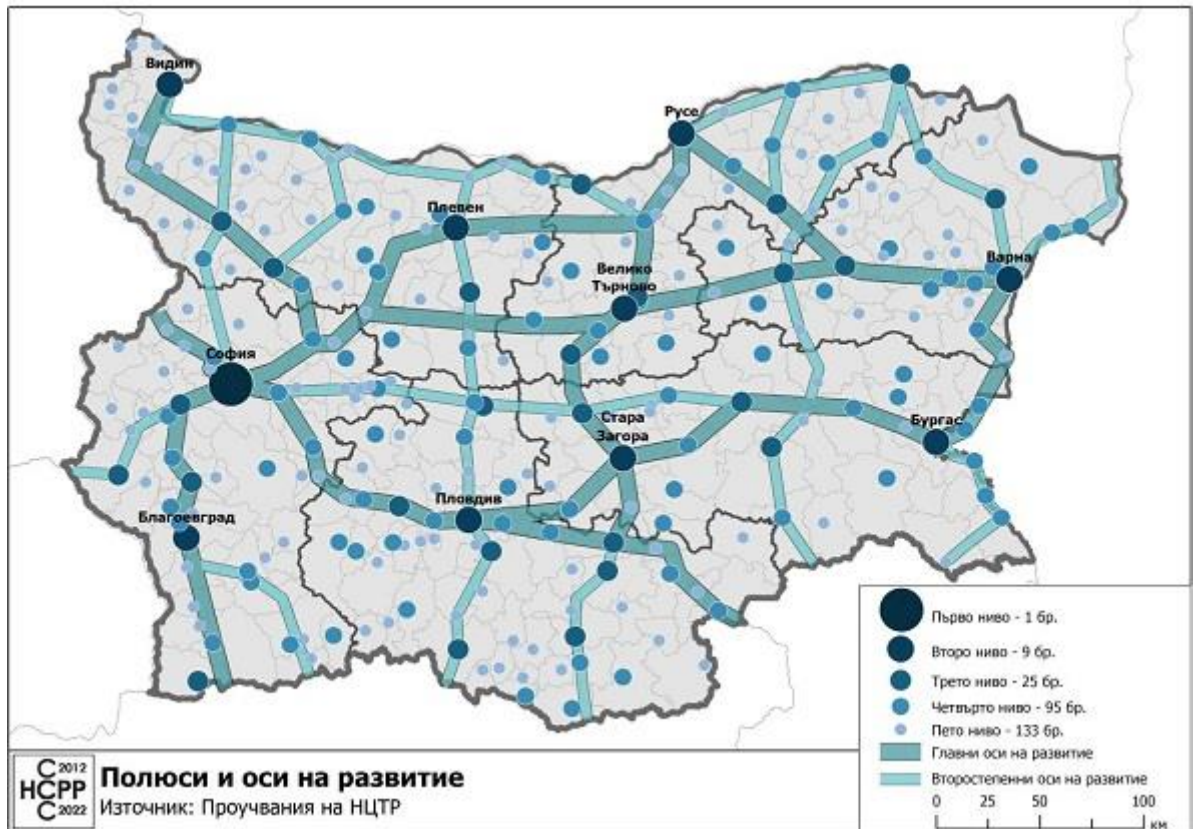 Видин
Русе
Плевен
Варна
Велико
Търново
София
Стара
Загора
Бургас
Пловдив
Благоевград
Първо ниво - 1 бр.
Второ ниво - 9 бр.
Трето ниво - 25 бр.
Четвърто ниво - 95 бр.
Пето ниво - 133 бр.
Главни оси на развитие
Второстепенни оси на развитие
0 25 50 100
км
С 2012
НСРР
С 2022
Полюси и оси на развитие
Източник: Проучвания на НЦТР